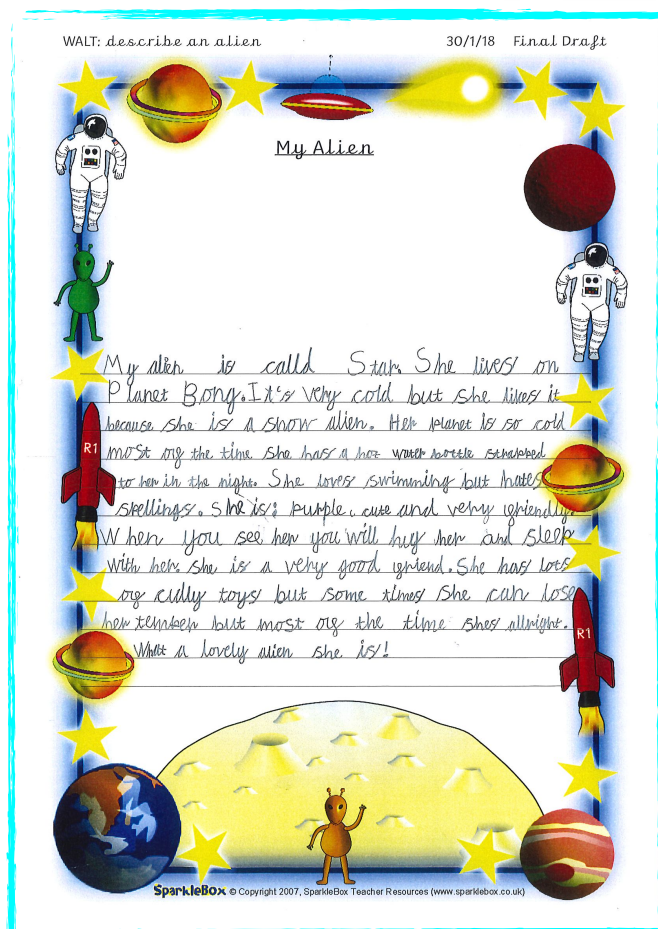 WALT: describe an alien 30/1/18 Final Draft
My Alien
My alien is calld Star. She lives on
Planet Bong. It's very cold but she likes it
because she is a snow alien. Her planet is so cold
most of the time she has a hot water bottle strapped
to her in the night. She loves swimming but hates
spellings. She is: purple, cute and very friendly.
When you see her you will hug her and sleep
with her. She is a very good friend. She has lots
of cudly toys but some times she can lose
her temper but most of the time shes allright.
What a lovely alien she is!
R1
R1
SparkleBox © Copyright 2007, SparkleBox Teacher Resources (www.sparklebox.co.uk)